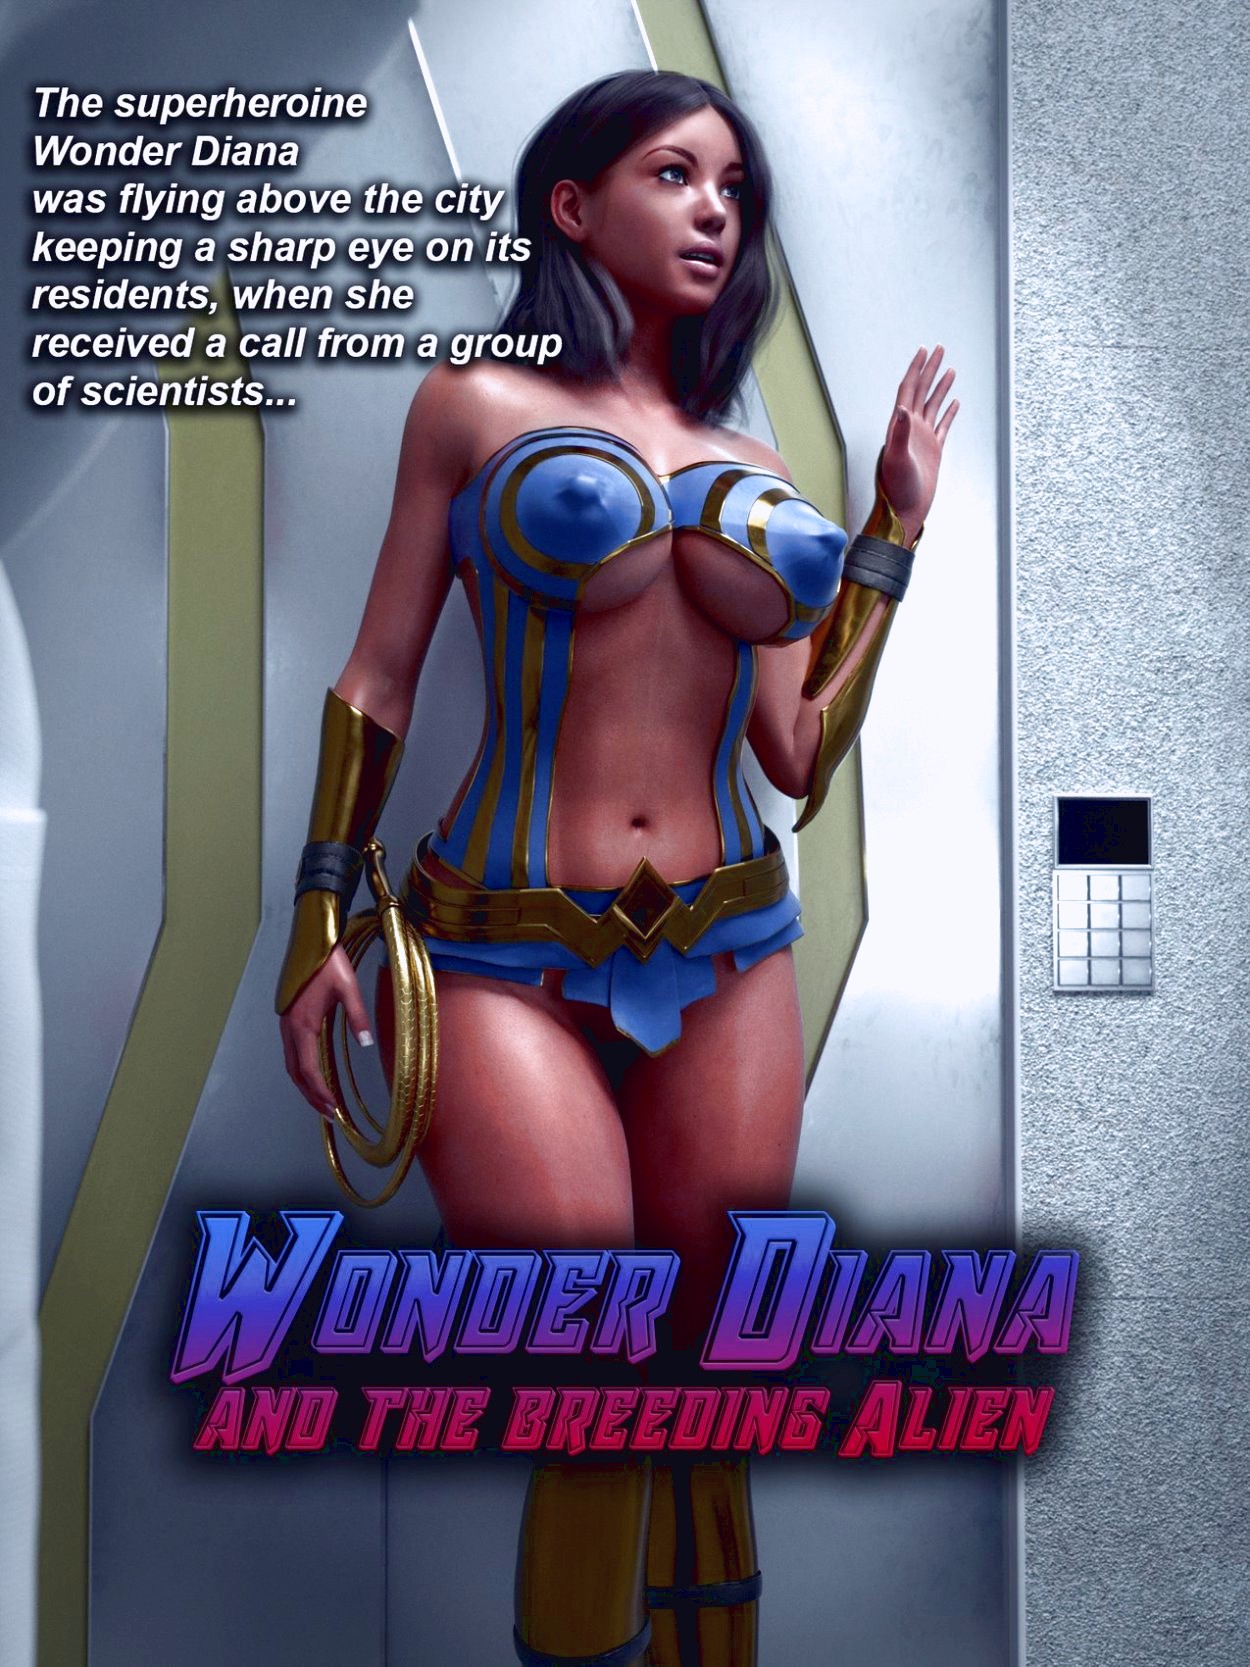 The superheroine
Wonder Diana
was flying above the city
keeping a sharp eye on its
residents, when she
received a call from a group
of scientists...
WONDER DIANA
AND THE BREEDING ALIEN